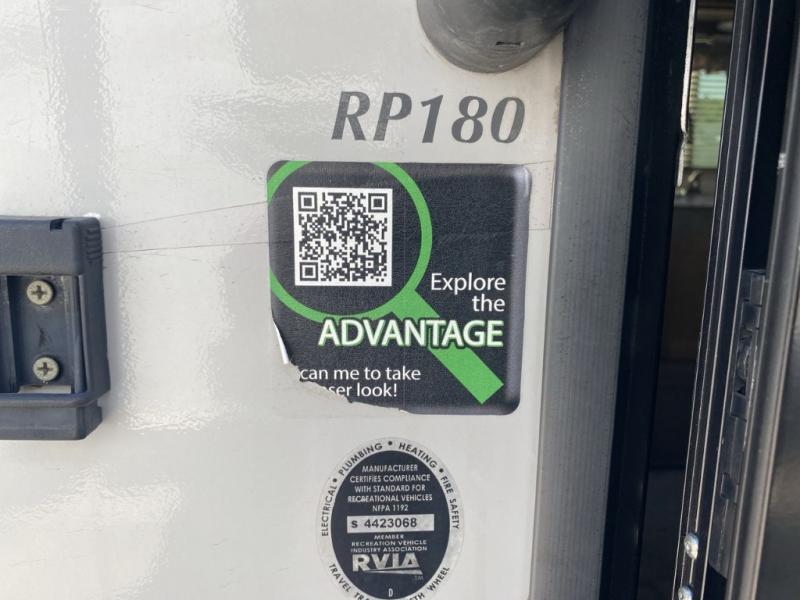 RP180
Explore
the
ADVANTAGE
can me to take
ser look!
ELECTRICAL • PLUMBING • HEATING • FIRE SAFETY
MANUFACTURER
CERTIFIES COMPLIANCE
WITH STANDARD FOR
RECREATIONAL VEHICLES
NFPA 1192
S 4423068
MEMBER
RECREATION VEHICLE
INDUSTRY ASSOCIATION
RVIA
TM
D
TRAVEL WHEEL